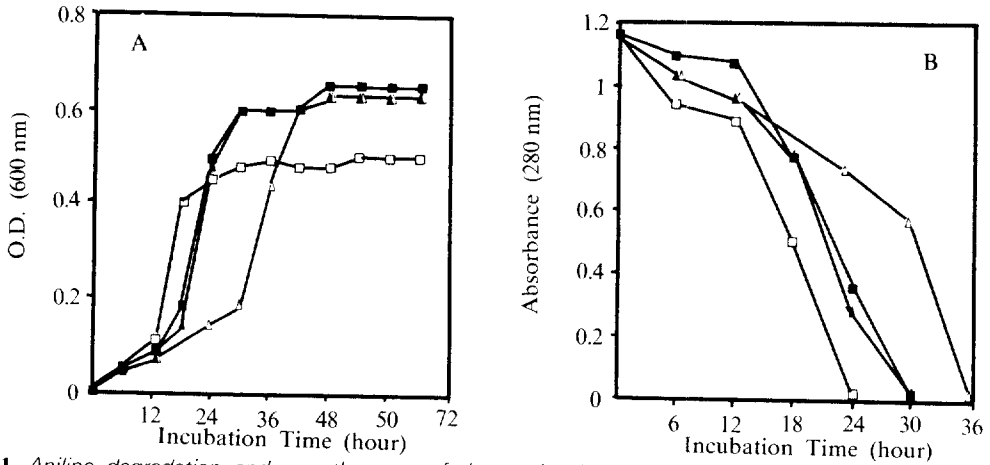 A
O.D. (600 nm)
0.8
0.6
0.4
0.2
0
12 24 36 48 60 72
Incubation Time (hour)
B
Absorbance (280 nm)
1.2
1
0.8
0.6
0.4
0.2
0
6 12 18 24 30 36
Incubation Time (hour)
1. Aniline degradation and